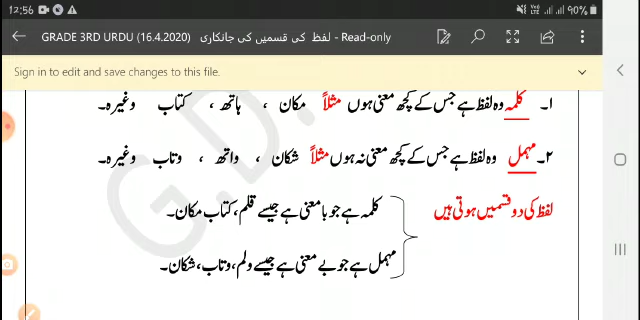 12:56
90%
GRADE 3RD URDU (16.4.2020) لفظ کی قسمیں کی جانکاری - Read-only
Sign in to edit and save changes to this file.
۱۔ کلمہ وہ لفظ ہے جس کے کچھ معنی ہوں مثلاً مکان ، ہاتھ ، کتاب وغیرہ۔
۲۔ مہمل وہ لفظ ہے جس کے کچھ معنی نہ ہوں مثلاً شکان ، واتھ ، وتاب وغیرہ۔
لفظ کی دو قسمیں ہوتی ہیں
کلمہ ہے جو با معنی ہے جیسے قلم، کتاب مکان۔
مہمل ہے جو بے معنی ہے جیسے ولم، وتاب، شکان۔
G.D.